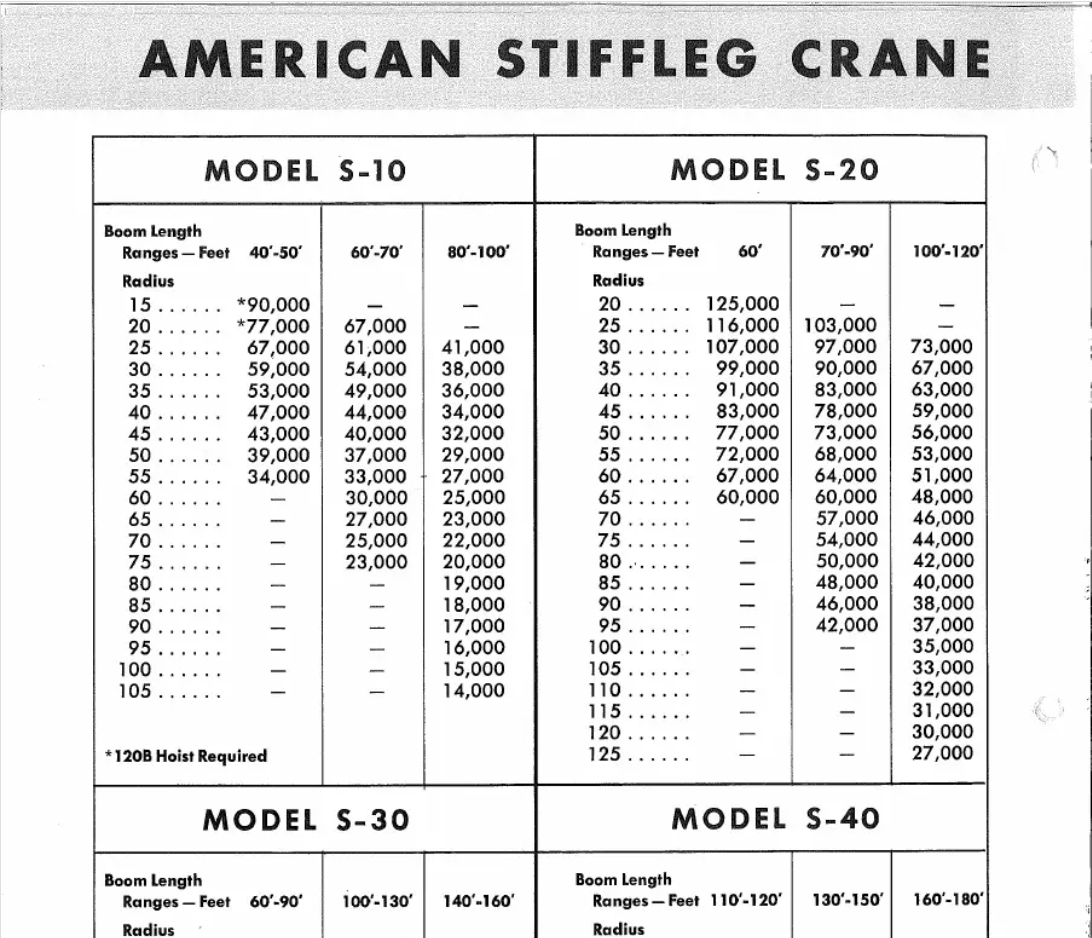 AMERICAN STIFFLEG CRANE
MODEL S-10
Boom Length
Ranges — Feet 40'-50' 60'-70' 80'-100'
Radius
15 ...... *90,000 — —
20 ...... *77,000 67,000 —
25 ...... 67,000 61,000 41,000
30 ...... 59,000 54,000 38,000
35 ...... 53,000 49,000 36,000
40 ...... 47,000 44,000 34,000
45 ...... 43,000 40,000 32,000
50 ...... 39,000 37,000 29,000
55 ...... 34,000 33,000 27,000
60 ...... — 30,000 25,000
65 ...... — 27,000 23,000
70 ...... — 25,000 22,000
75 ...... — 23,000 20,000
80 ...... — — 19,000
85 ...... — — 18,000
90 ...... — — 17,000
95 ...... — — 16,000
100 ...... — — 15,000
105 ...... — — 14,000
*120B Hoist Required
MODEL S-20
Boom Length
Ranges — Feet 60' 70'-90' 100'-120'
Radius
20 ...... 125,000 — —
25 ...... 116,000 103,000 —
30 ...... 107,000 97,000 73,000
35 ...... 99,000 90,000 67,000
40 ...... 91,000 83,000 63,000
45 ...... 83,000 78,000 59,000
50 ...... 77,000 73,000 56,000
55 ...... 72,000 68,000 53,000
60 ...... 67,000 64,000 51,000
65 ...... 60,000 60,000 48,000
70 ...... — 57,000 46,000
75 ...... — 54,000 44,000
80 ...... — 50,000 42,000
85 ...... — 48,000 40,000
90 ...... — 46,000 38,000
95 ...... — 42,000 37,000
100 ...... — — 35,000
105 ...... — — 33,000
110 ...... — — 32,000
115 ...... — — 31,000
120 ...... — — 30,000
125 ...... — — 27,000
MODEL S-30
Boom Length
Ranges — Feet 60'-90' 100'-130' 140'-160'
Radius
MODEL S-40
Boom Length
Ranges — Feet 110'-120' 130'-150' 160'-180'
Radius